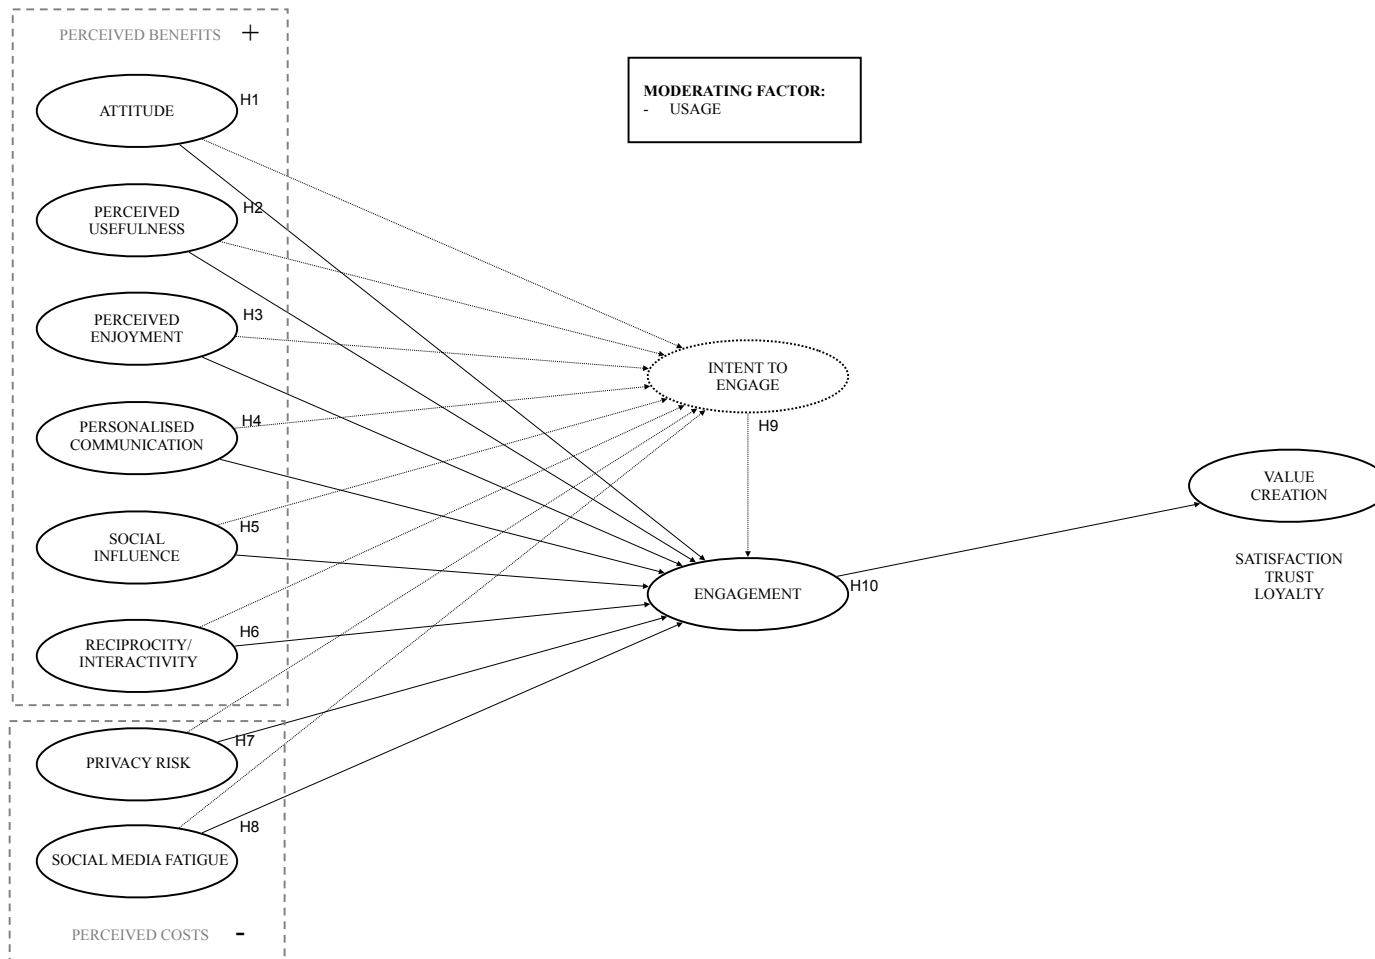 PERCEIVED BENEFITS +
ATTITUDE
H1
MODERATING FACTOR:
- USAGE
PERCEIVED
USEFULNESS
H2
PERCEIVED
ENJOYMENT
H3
INTENT TO
ENGAGE
H9
PERSONALISED
COMMUNICATION
H4
VALUE
CREATION
SOCIAL
INFLUENCE
H5
ENGAGEMENT
H10
SATISFACTION
TRUST
LOYALTY
RECIPROCITY/
INTERACTIVITY
H6
PRIVACY RISK
H7
SOCIAL MEDIA FATIGUE
H8
PERCEIVED COSTS -